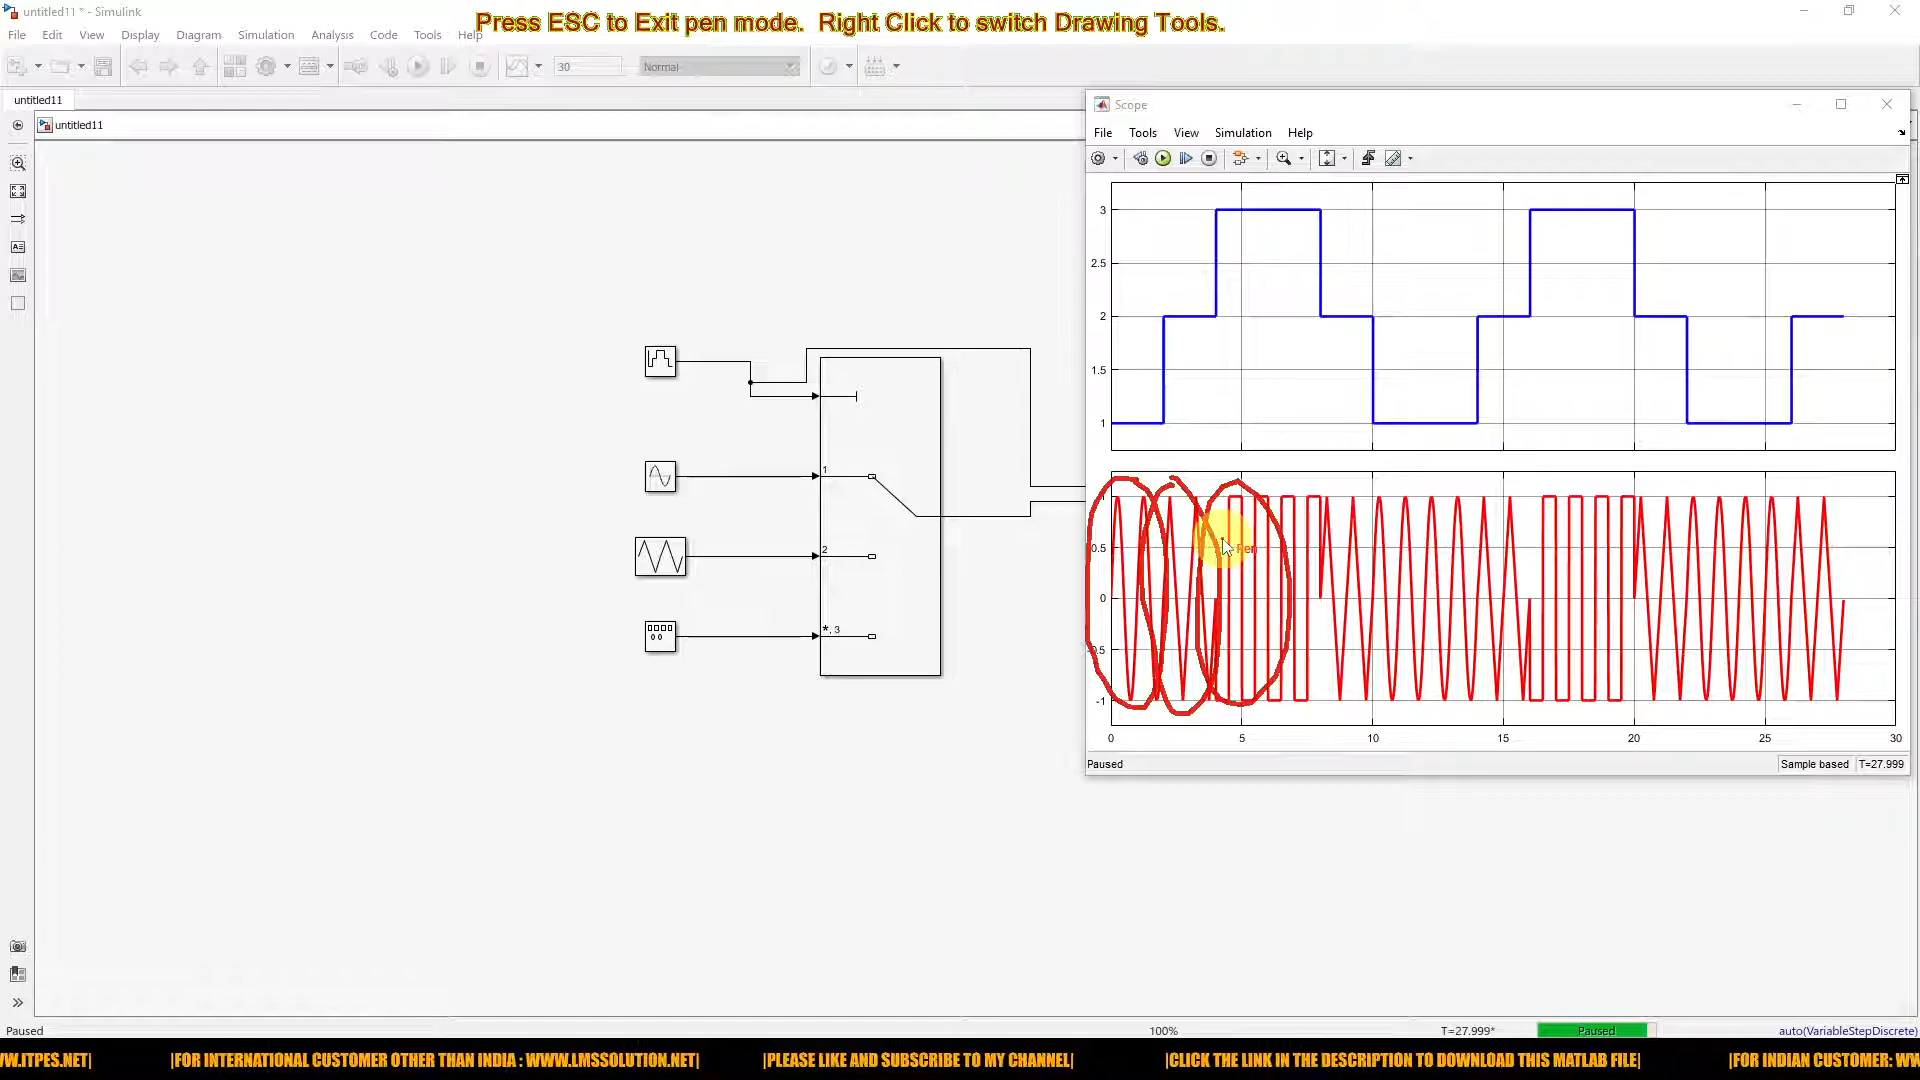 untitled11 * - Simulink
Press ESC to Exit pen mode.  Right Click to switch Drawing Tools.
File Edit View Display Diagram Simulation Analysis Code Tools Help
30 Normal
untitled11
untitled11
Scope
File Tools View Simulation Help
3
2.5
2
1.5
1
1
2
*, 3
Pen
0.5
0
-0.5
-1
0 5 10 15 20 25 30
Paused Sample based T=27.999
Paused 100% T=27.999* Paused auto(VariableStepDiscrete)
WW.ITPES.NET| |FOR INTERNATIONAL CUSTOMER OTHER THAN INDIA : WWW.LMSSOLUTION.NET| |PLEASE LIKE AND SUBSCRIBE TO MY CHANNEL| |CLICK THE LINK IN THE DESCRIPTION TO DOWNLOAD THIS MATLAB FILE| |FOR INDIAN CUSTOMER: WW